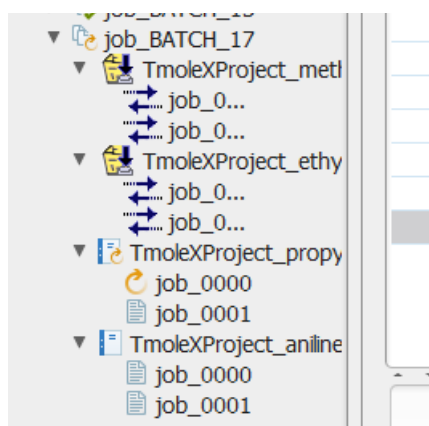 job_BATCH_17
TmoleXProject_meth
job_0...
job_0...
TmoleXProject_ethy
job_0...
job_0...
TmoleXProject_propy
job_0000
job_0001
TmoleXProject_aniline
job_0000
job_0001